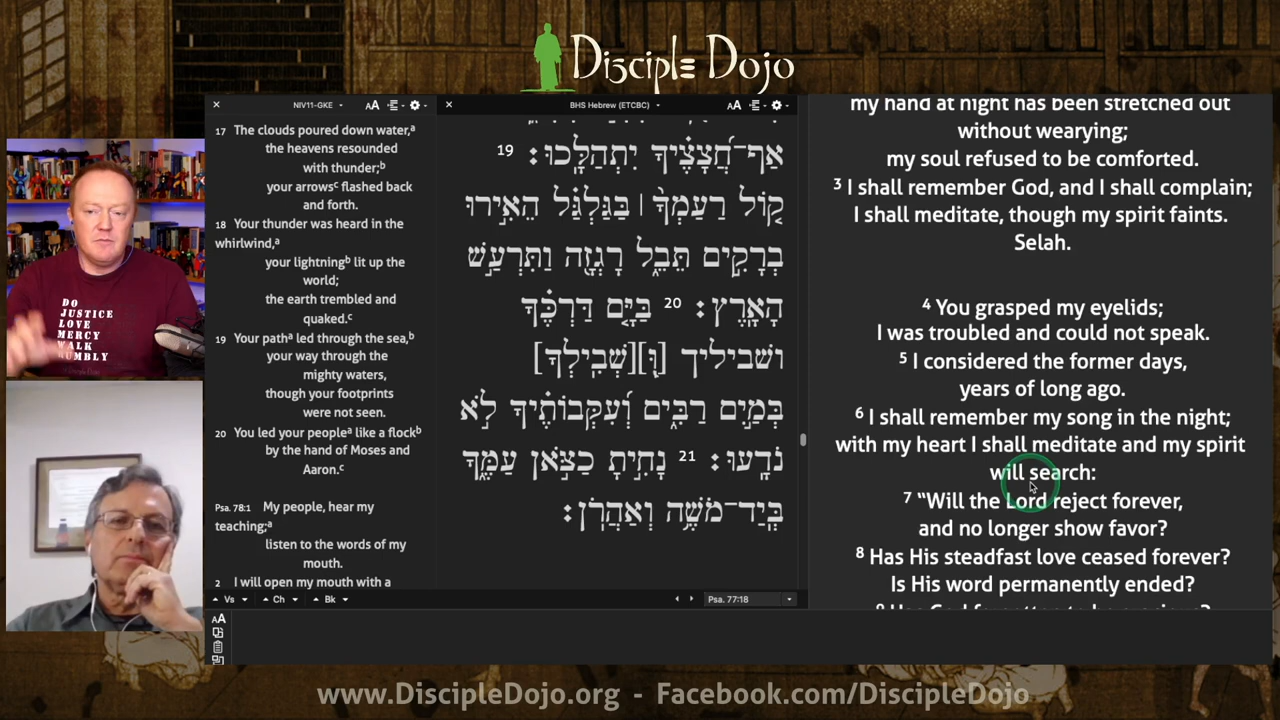 Disciple Dojo
DO
JUSTICE
LOVE
MERCY
WALK
HUMBLY
NIV11-GKE
17 The clouds poured down water,a
the heavens resounded
with thunder;b
your arrowsc flashed back
and forth.
18 Your thunder was heard in the
whirlwind,a
your lightningb lit up the
world;
the earth trembled and
quaked.c
19 Your patha led through the sea,b
your way through the
mighty waters,
though your footprints
were not seen.
20 You led your peoplea like a flockb
by the hand of Moses and
Aaron.c
Psa. 78:1 My people, hear my
teaching;a
listen to the words of my
mouth.
2 I will open my mouth with a
Vs Ch Bk
BHS Hebrew (ETCBC)
אַף־חֲ֝צָצֶ֗יךָ יִתְהַלָּֽכוּ׃ 19
ק֤וֹל רַעַמְךָ֨ ׀ בַּגַּלְגַּ֗ל הֵאִ֣ירוּ
בְרָקִ֣ים תֵּבֵ֑ל רָגְזָ֖ה וַתִּרְעַ֣שׁ
הָאָֽרֶץ׃ 20 בַּיָּ֤ם דַּרְכֶּ֗ךָ
ושביליך [וּ֭][שְׁבִֽילְךָ]
בְּמַ֣יִם רַבִּ֑ים וְ֝עִקְּבוֹתֶ֗יךָ לֹ֣א
נֹדָֽעוּ׃ 21 נָחִ֣יתָ כַצֹּ֣אן עַמֶּ֑ךָ
בְּֽיַד־מֹשֶׁ֥ה וְאַהֲרֹֽן׃
Psa. 77:18
my hand at night has been stretched out
without wearying;
my soul refused to be comforted.
3 I shall remember God, and I shall complain;
I shall meditate, though my spirit faints.
Selah.
4 You grasped my eyelids;
I was troubled and could not speak.
5 I considered the former days,
years of long ago.
6 I shall remember my song in the night;
with my heart I shall meditate and my spirit
will search:
7 “Will the Lord reject forever,
and no longer show favor?
8 Has His steadfast love ceased forever?
Is His word permanently ended?
www.DiscipleDojo.org - Facebook.com/DiscipleDojo